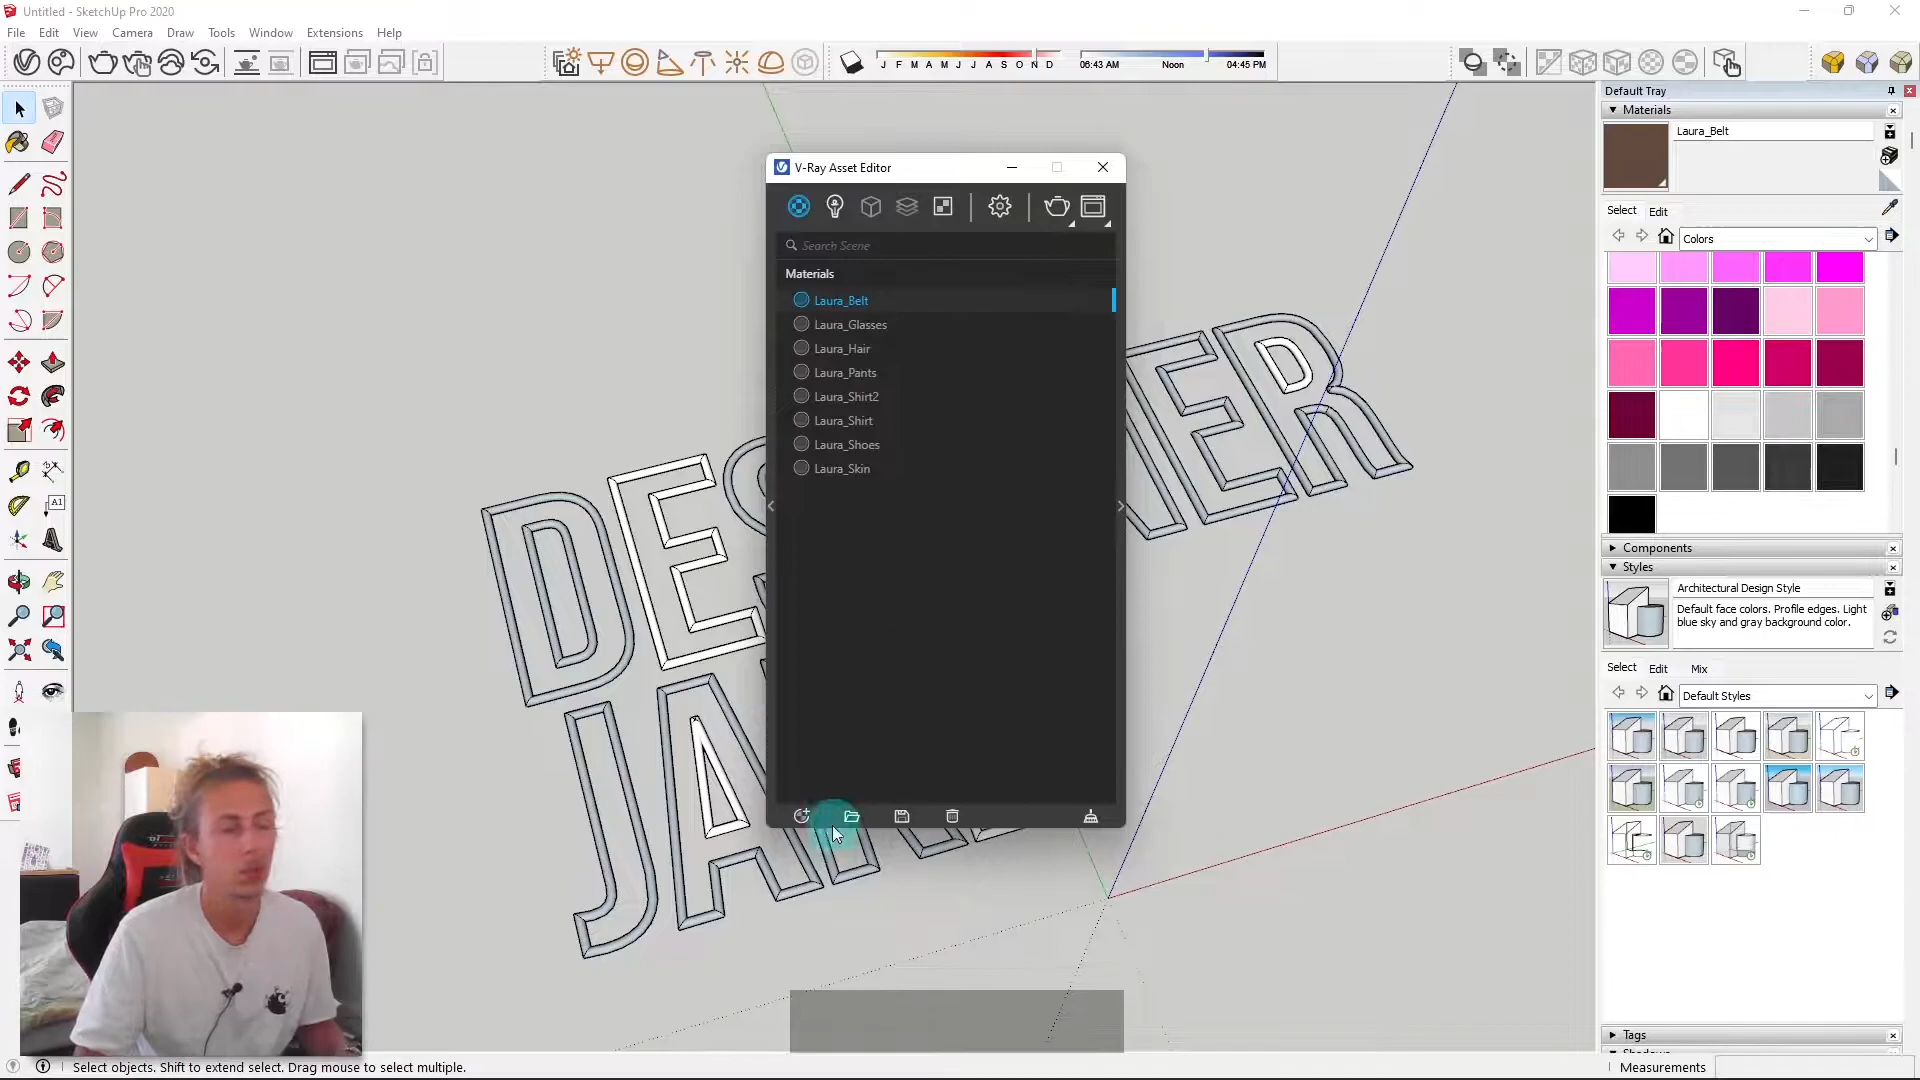 Untitled - SketchUp Pro 2020
File Edit View Camera Draw Tools Window Extensions Help
J F M A M J J A S O N D
06:43 AM Noon 04:45 PM
Default Tray
Materials
Laura_Belt
Select Edit
Colors
Components
Styles
Architectural Design Style
Default face colors. Profile edges. Light
blue sky and gray background color.
Select Edit Mix
Default Styles
Tags
V-Ray Asset Editor
Search Scene
Materials
Laura_Belt
Laura_Glasses
Laura_Hair
Laura_Pants
Laura_Shirt2
Laura_Shirt
Laura_Shoes
Laura_Skin
A1
Select objects. Shift to extend select. Drag mouse to select multiple.
Measurements